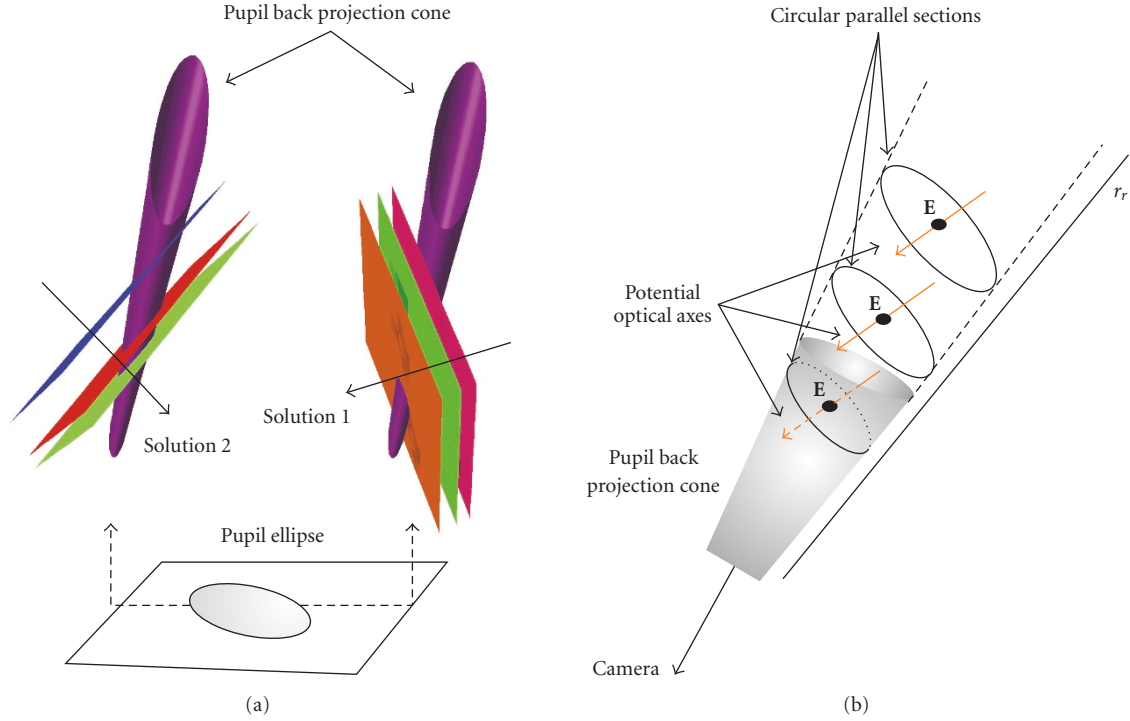 Pupil back projection cone
Solution 2
Solution 1
Pupil ellipse
(a)
Circular parallel sections
r_r
E
E
E
Potential
optical axes
Pupil back
projection cone
Camera
(b)